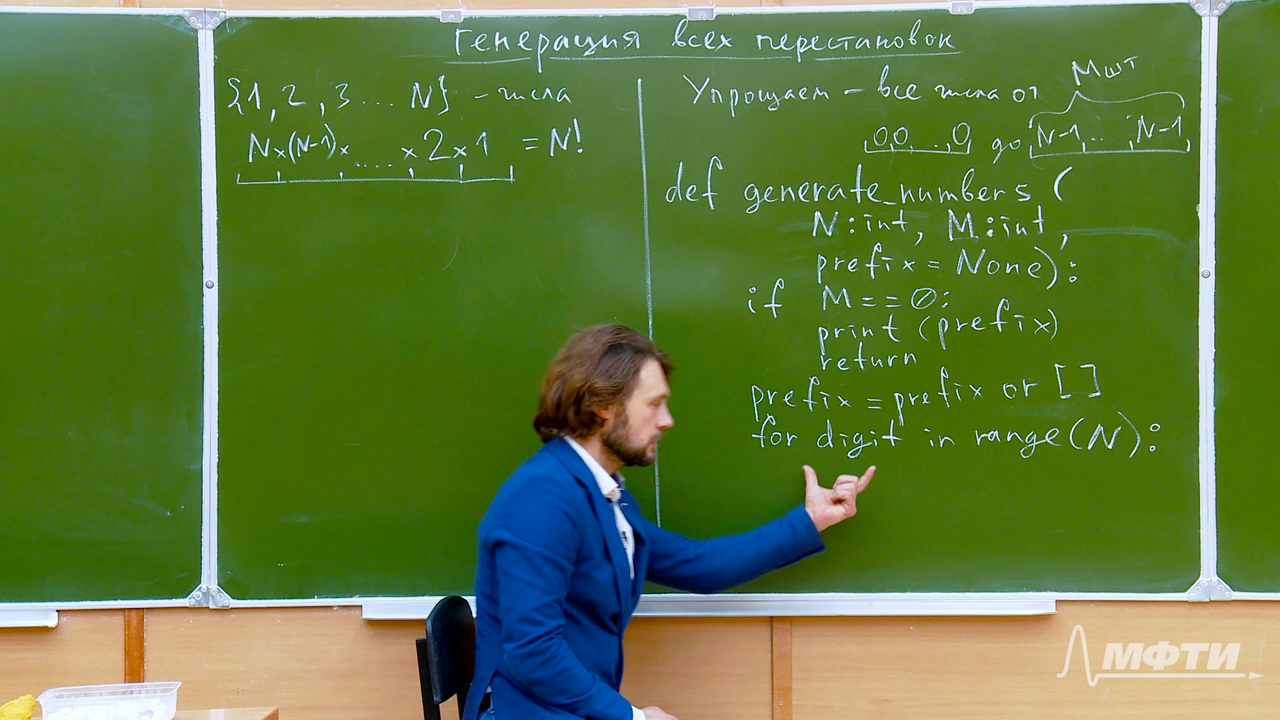 генерация всех перестановок
{1, 2, 3 .... N} - числа
N×(N-1)× ..... ×2×1 = N!
Упрощаем - все числа от
M шт
0,0, ..., 0 до N-1, ... , N-1
def generate_numbers (
N:int, M:int,
prefix = None):
if M == 0:
print (prefix)
return
prefix = prefix or []
for digit in range(N):
МФТИ